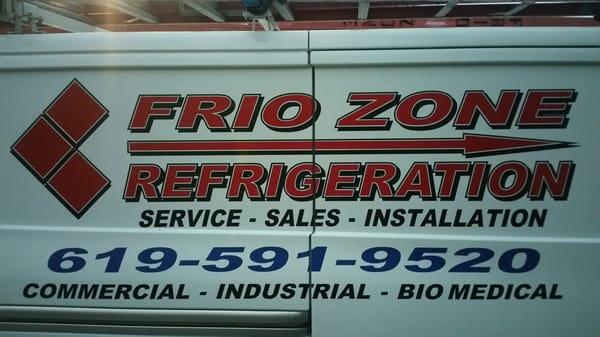 FRIO ZONE
REFRIGERATION
SERVICE - SALES - INSTALLATION
619-591-9520
COMMERCIAL - INDUSTRIAL - BIO MEDICAL